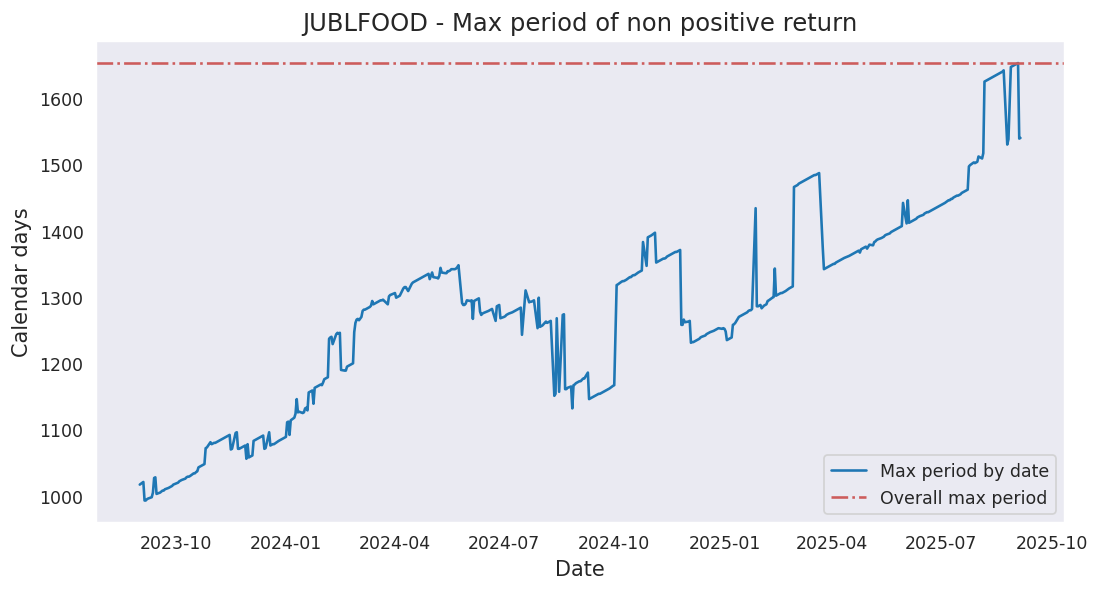 JUBLFOOD - Max period of non positive return
Calendar days
1600
1500
1400
1300
1200
1100
1000
Max period by date
Overall max period
2023-10 2024-01 2024-04 2024-07 2024-10 2025-01 2025-04 2025-07 2025-10
Date